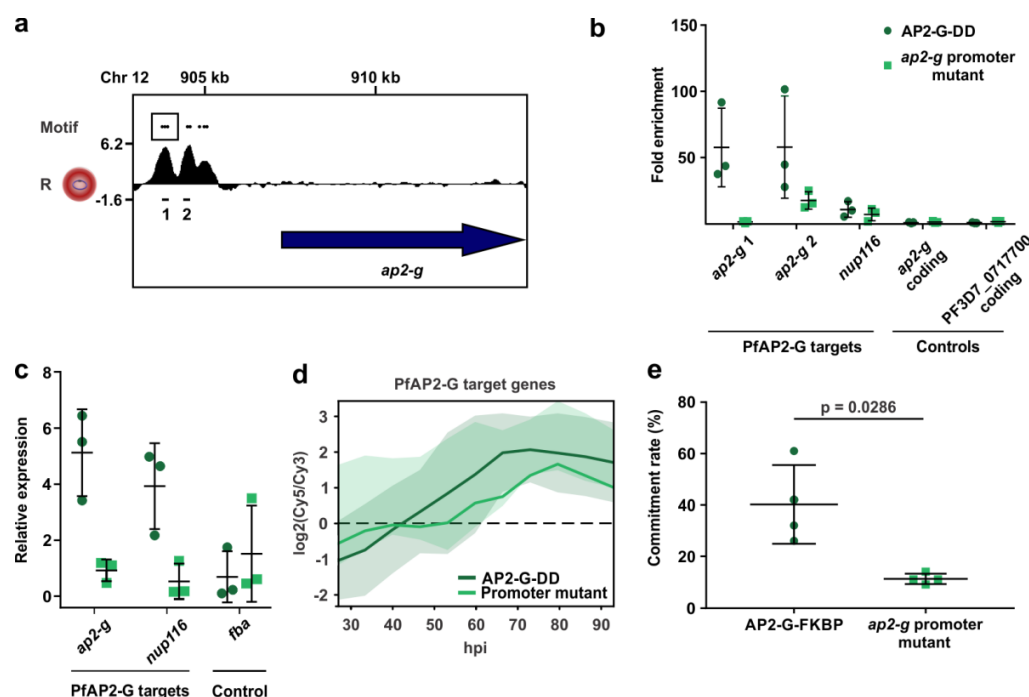 a
Chr 12
905 kb
910 kb
Motif
6.2
R
-1.6
1
2
ap2-g
b
150
100
50
Fold enrichment
AP2-G-DD
ap2-g promoter
mutant
ap2-g 1
ap2-g 2
nup116
ap2-g
coding
PF3D7_0717700
coding
PfAP2-G targets
Controls
c
8
6
4
2
0
Relative expression
ap2-g
nup116
fba
PfAP2-G targets
Control
d
PfAP2-G target genes
3
2
1
0
-1
-2
log2(Cy5/Cy3)
AP2-G-DD
Promoter mutant
30
40
50
60
70
80
90
hpi
e
80
60
40
20
0
Commitment rate (%)
p = 0.0286
AP2-G-FKBP
ap2-g promoter
mutant